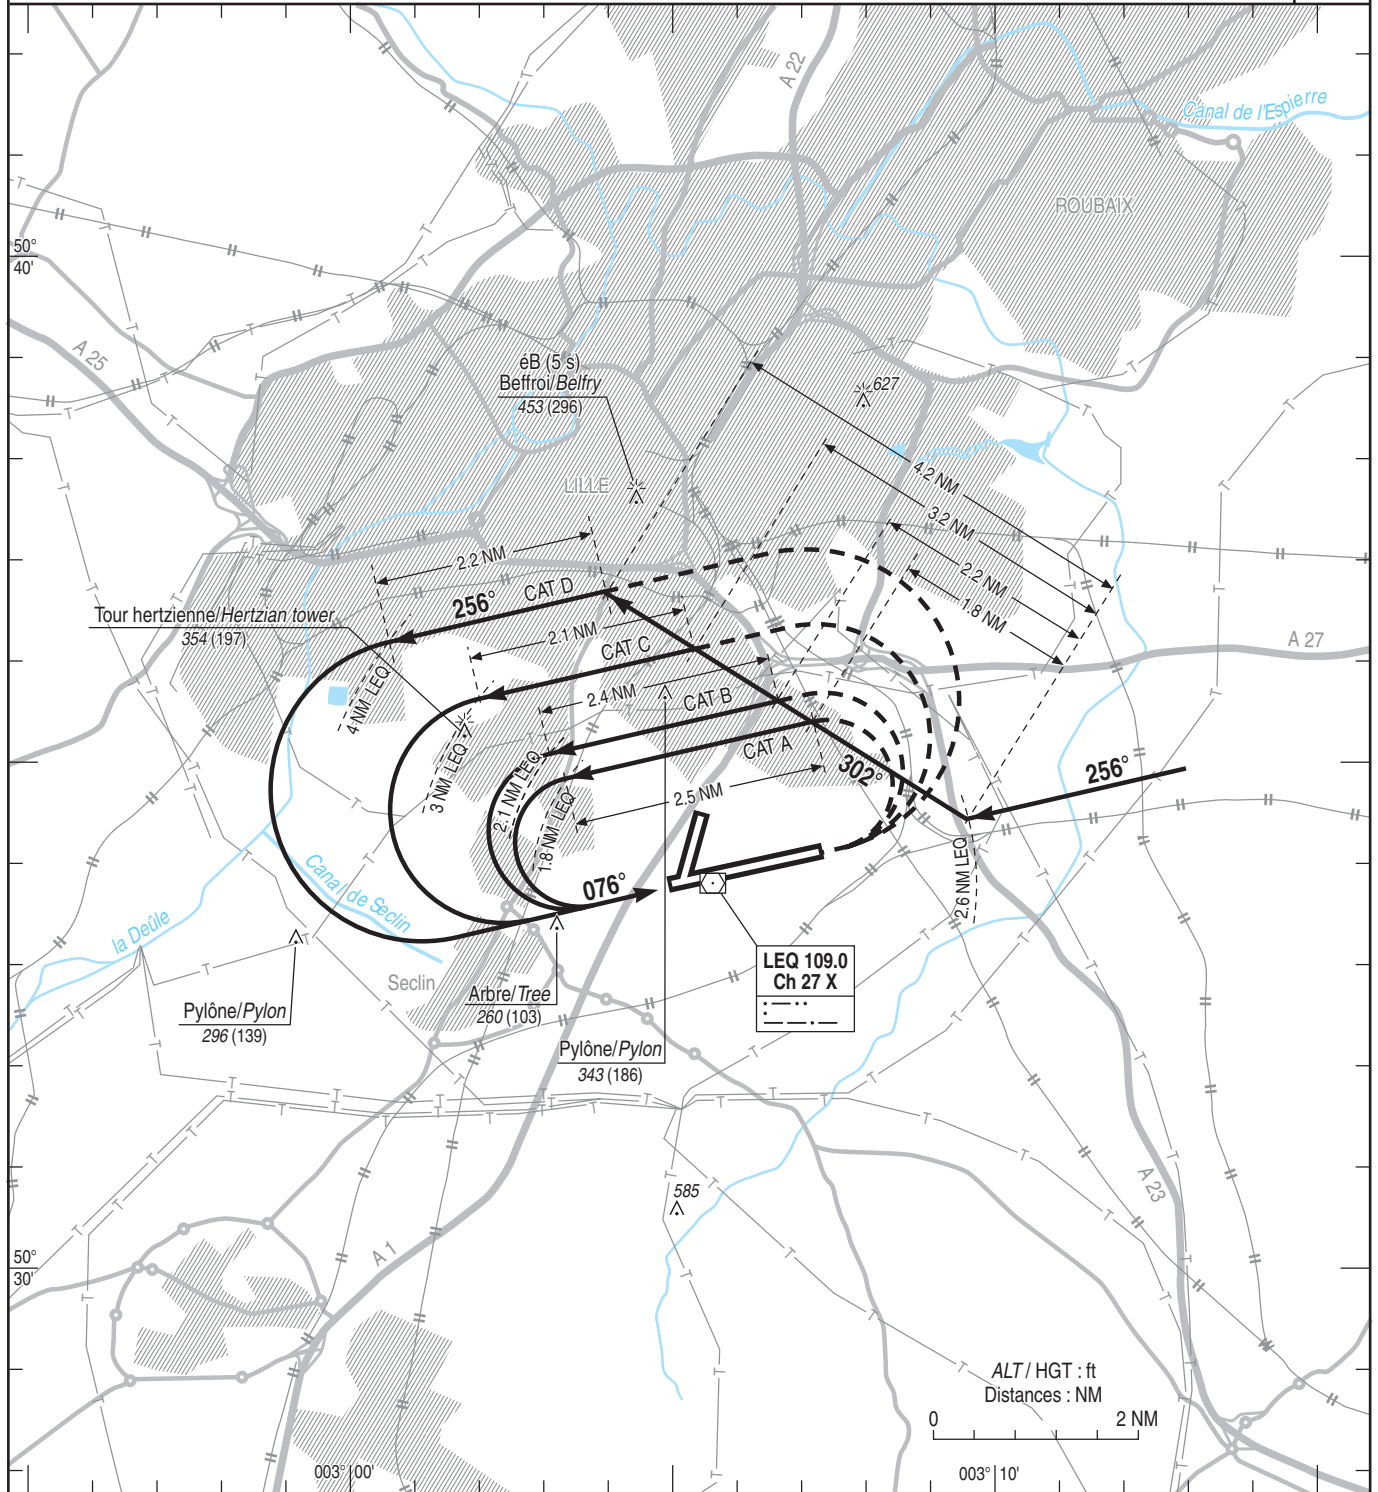 A 22
Canal de l'Espierre
ROUBAIX
50°
40'
A 25
éB (5 s)
Beffroi/Belfry
453 (296)
627
LILLE
4.2 NM
3.2 NM
2.2 NM
1.8 NM
2.2 NM
CAT D
256°
Tour hertzienne/Hertzian tower
354 (197)
2.1 NM
CAT C
A 27
4 NM LEQ
2.4 NM
CAT B
CAT A
302°
256°
3 NM LEQ
2.1 NM LEQ
1.8 NM LEQ
2.5 NM
2.6 NM LEQ
Canal de Seclin
076°
la Deûle
LEQ 109.0
Ch 27 X
Seclin
Arbre/Tree
260 (103)
Pylône/Pylon
296 (139)
Pylône/Pylon
343 (186)
585
A 23
A 1
50°
30'
ALT / HGT : ft
Distances : NM
0
2 NM
003° 00'
003° 10'